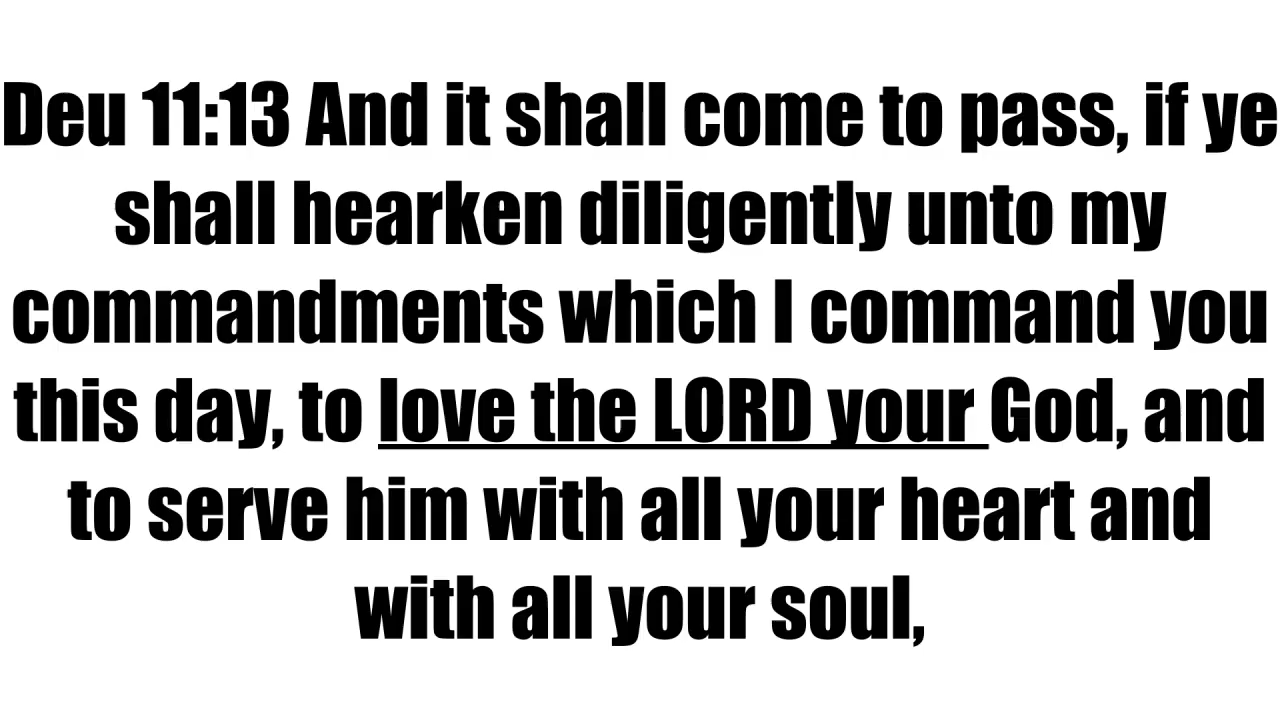 Deu 11:13 And it shall come to pass, if ye
shall hearken diligently unto my
commandments which I command you
this day, to love the LORD your God, and
to serve him with all your heart and
with all your soul,